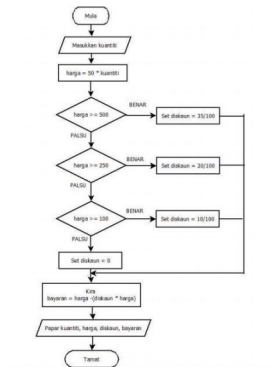 Mula
Masukkan kuantiti
harga = 50 * kuantiti
harga >= 500
BENAR
Set diskaun = 35/100
PALSU
harga >= 250
BENAR
Set diskaun = 20/100
PALSU
harga >= 100
BENAR
Set diskaun = 10/100
PALSU
Set diskaun = 0
Kira
bayaran = harga -(diskaun * harga)
Papar kuantiti, harga, diskaun, bayaran
Tamat